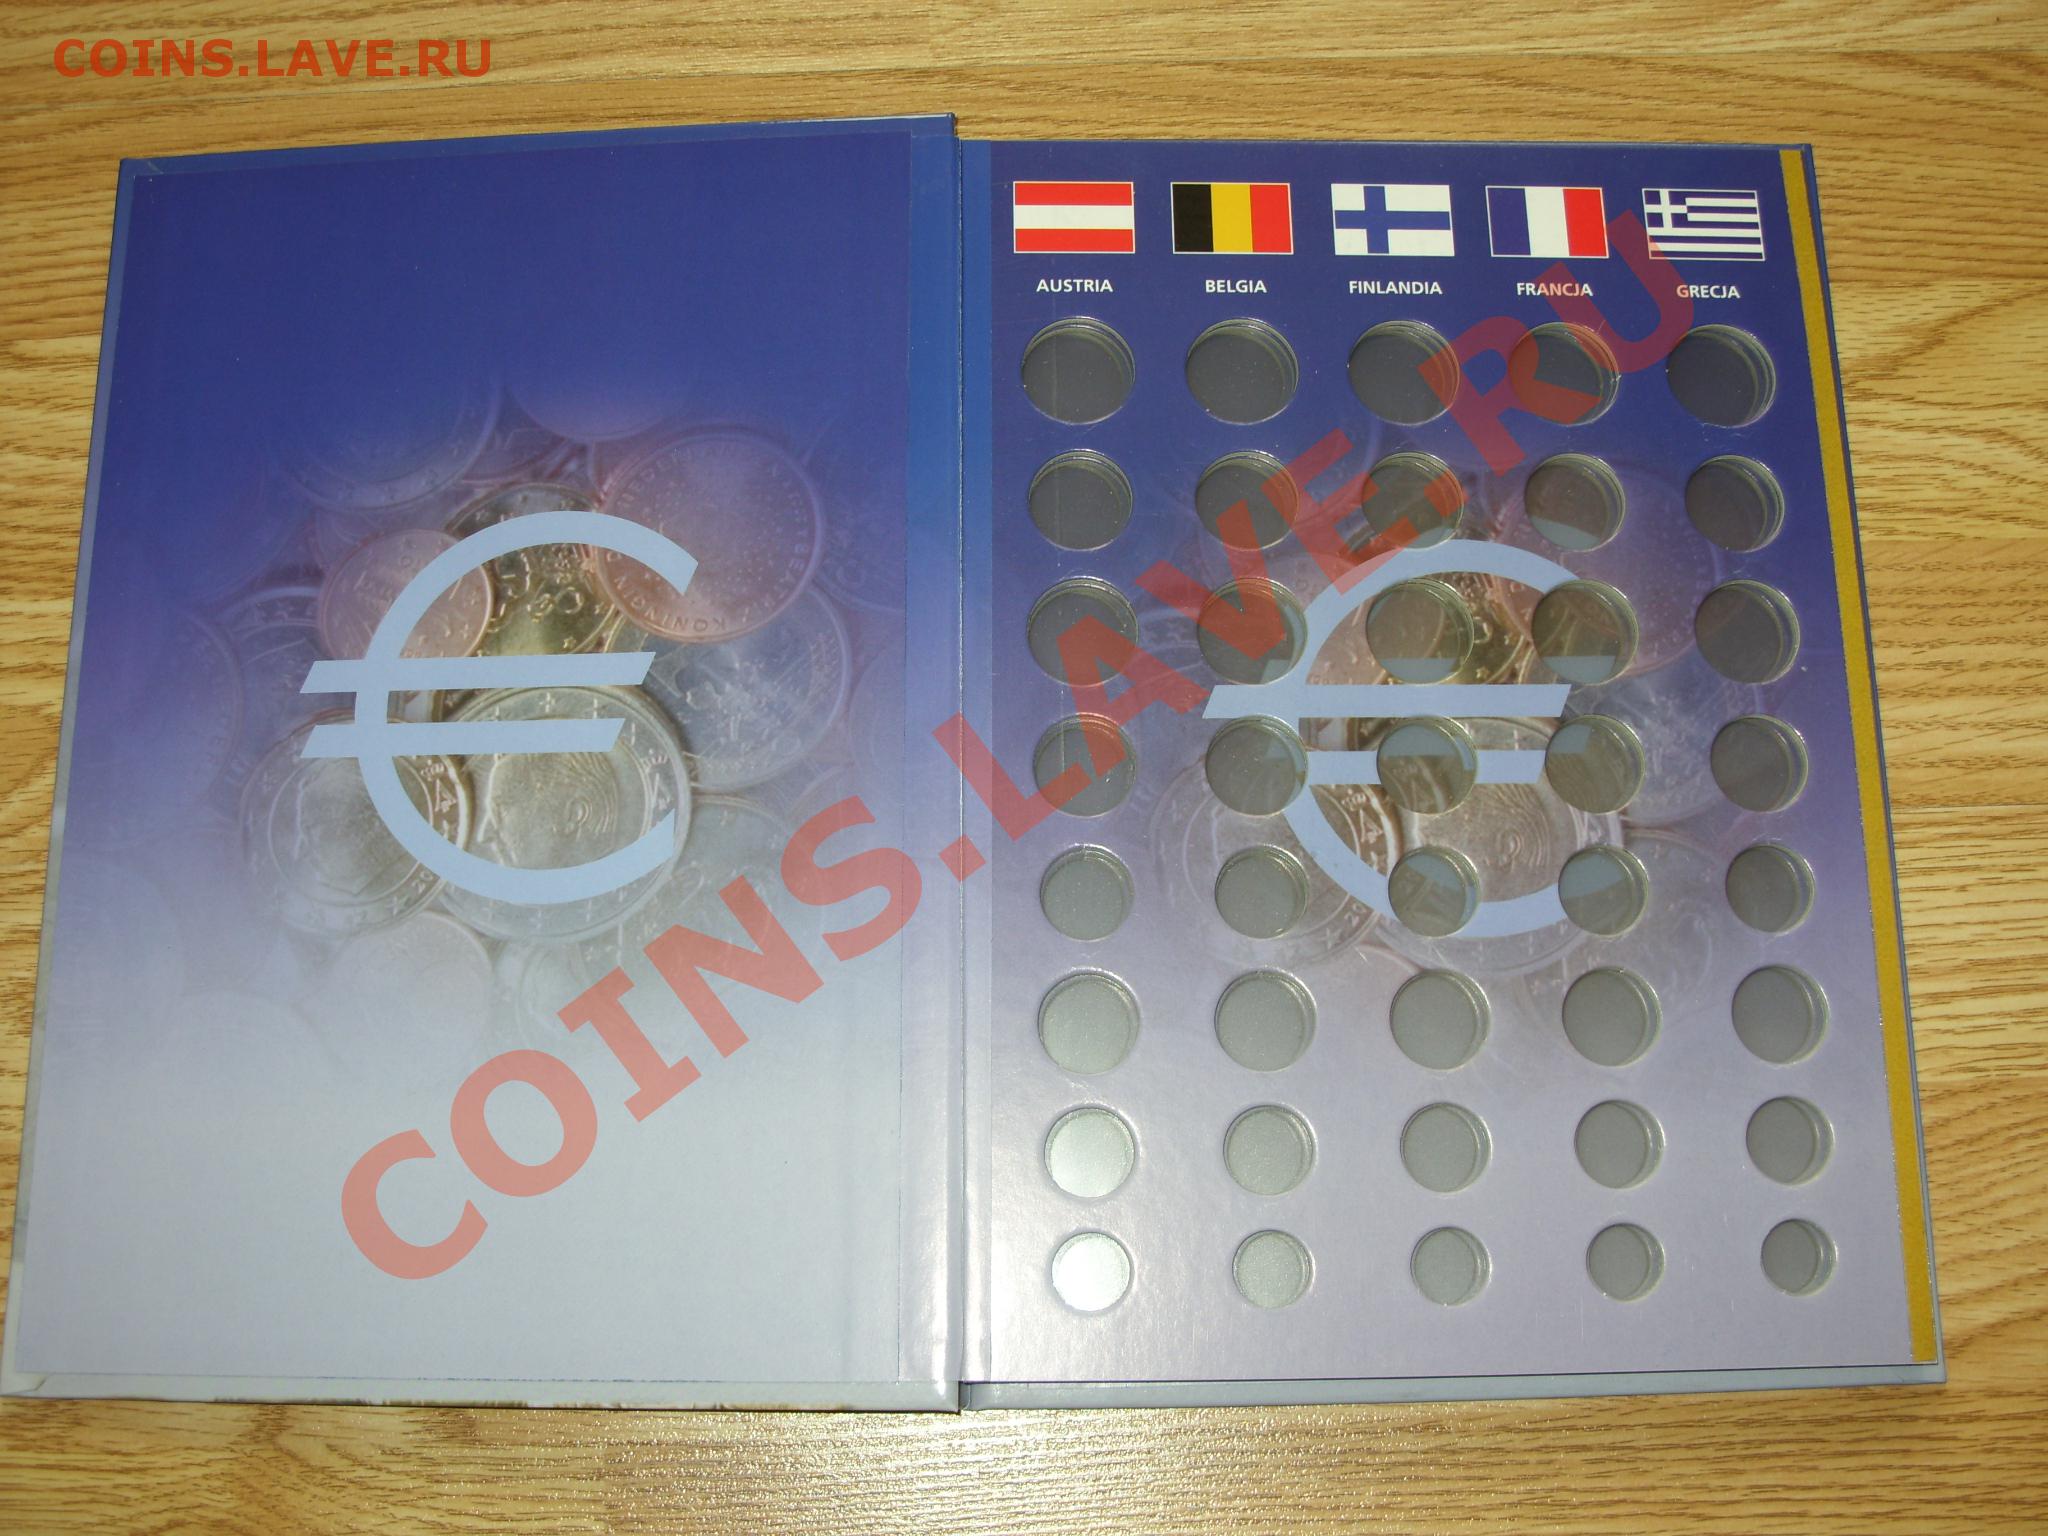 COINS.LAVE.RU
AUSTRIA
BELGIA
FINLANDIA
FRANCJA
GRECJA
€
€
COINS.LAVE.RU